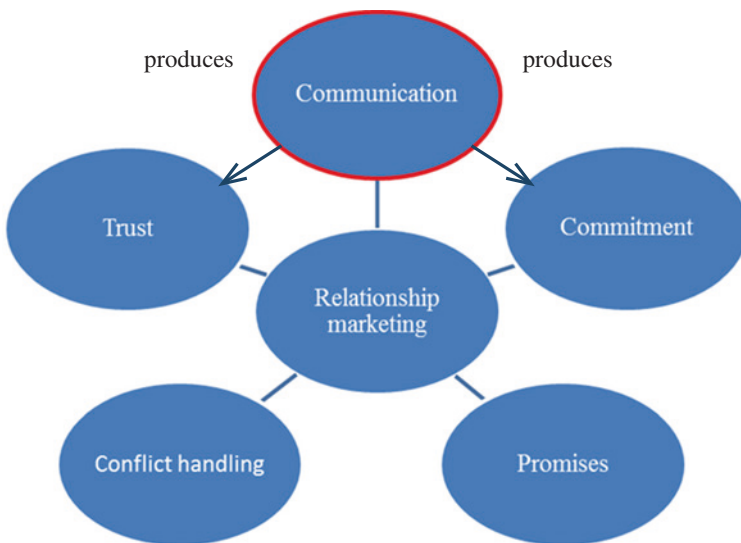 produces
produces
Communication
Trust
Commitment
Relationship
marketing
Conflict handling
Promises